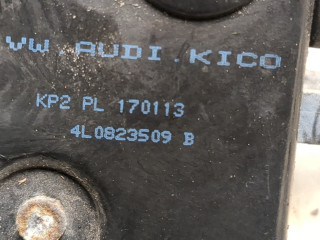 VW AUDI.KICO
KP2 PL 170113
4L0823509 B